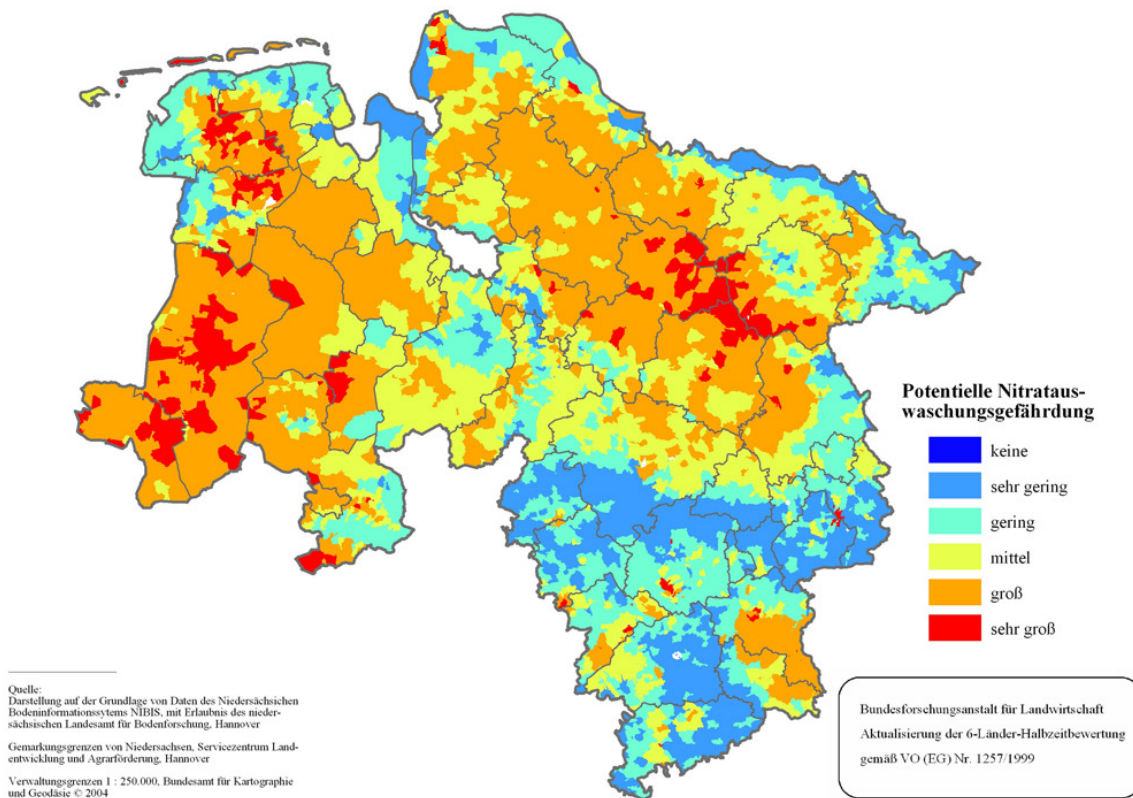 Potentielle Nitrataus-
waschungsgefährdung
keine
sehr gering
gering
mittel
groß
sehr groß
Quelle:
Darstellung auf der Grundlage von Daten des Niedersächsischen
Bodeninformationssytems NIBIS, mit Erlaubnis des nieder-
sächsischen Landesamt für Bodenforschung, Hannover
Gemarkungsgrenzen von Niedersachsen, Servicezentrum Land-
entwicklung und Agrarförderung, Hannover
Verwaltungsgrenzen 1 : 250.000, Bundesamt für Kartographie
und Geodäsie © 2004
Bundesforschungsanstalt für Landwirtschaft
Aktualisierung der 6-Länder-Halbzeitbewertung
gemäß VO (EG) Nr. 1257/1999